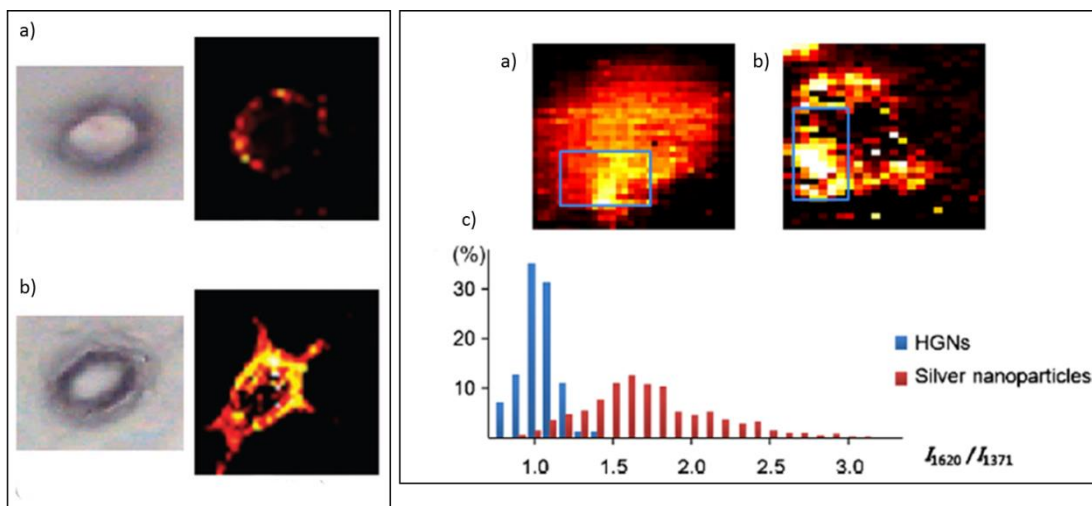 a)
b)
a)
b)
c)
(%)
30
20
10
HGNs
Silver nanoparticles
1.0 1.5 2.0 2.5 3.0
I1620 / I1371